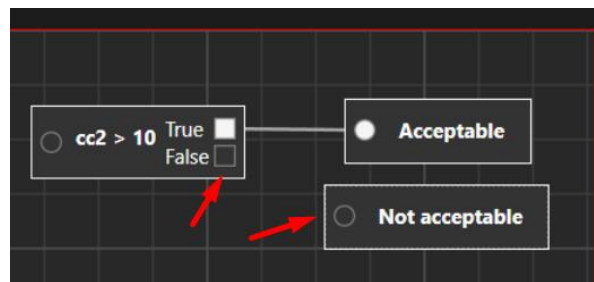 cc2 > 10
True
False
Acceptable
Not acceptable